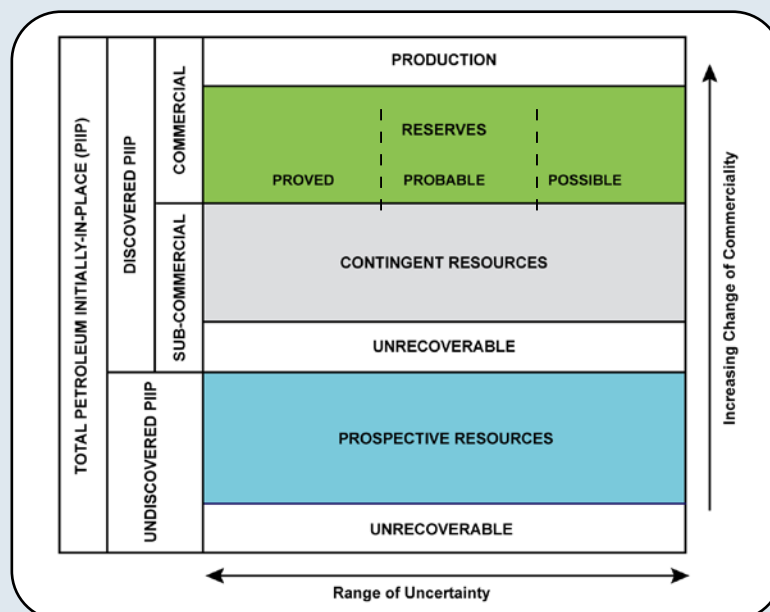 TOTAL PETROLEUM INITIALLY-IN-PLACE (PIIP)
DISCOVERED PIIP
UNDISCOVERED PIIP
COMMERCIAL
SUB-COMMERCIAL
PRODUCTION
RESERVES
PROVED PROBABLE POSSIBLE
CONTINGENT RESOURCES
UNRECOVERABLE
PROSPECTIVE RESOURCES
UNRECOVERABLE
Increasing Change of Commerciality
Range of Uncertainty